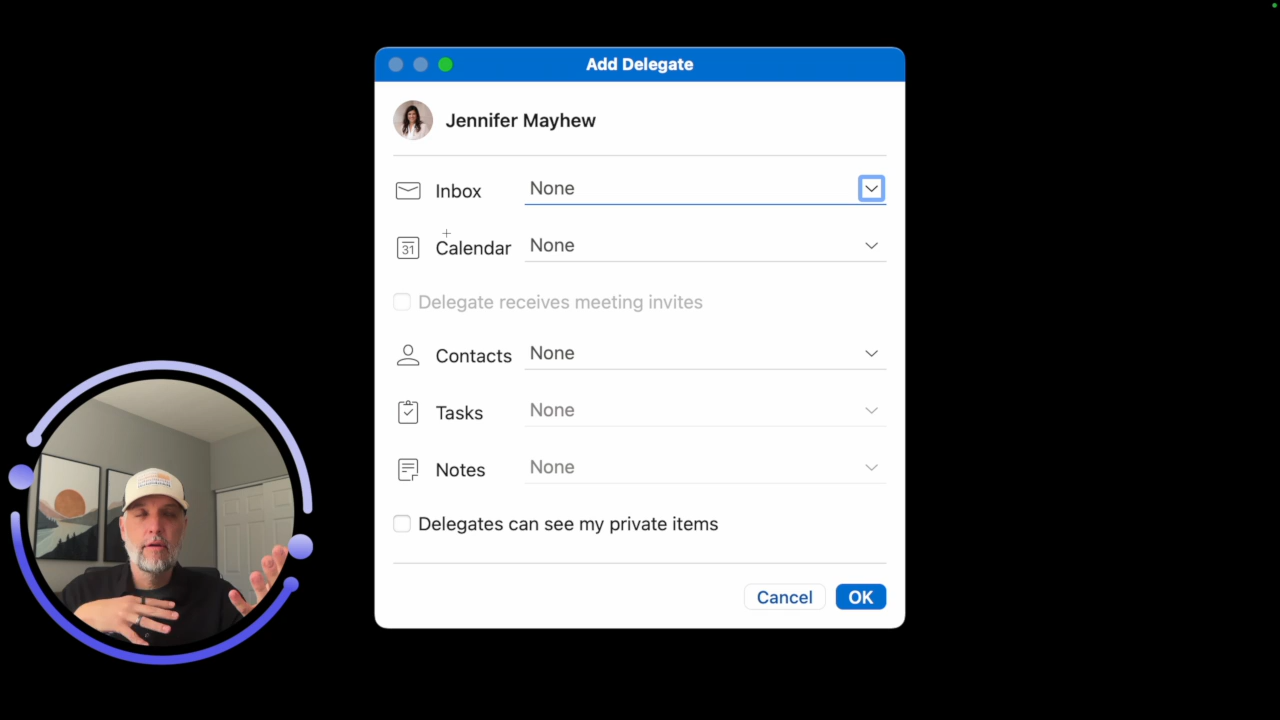 Add Delegate
Jennifer Mayhew
Inbox None
31 Calendar None
Delegate receives meeting invites
Contacts None
Tasks None
Notes None
Delegates can see my private items
Cancel OK